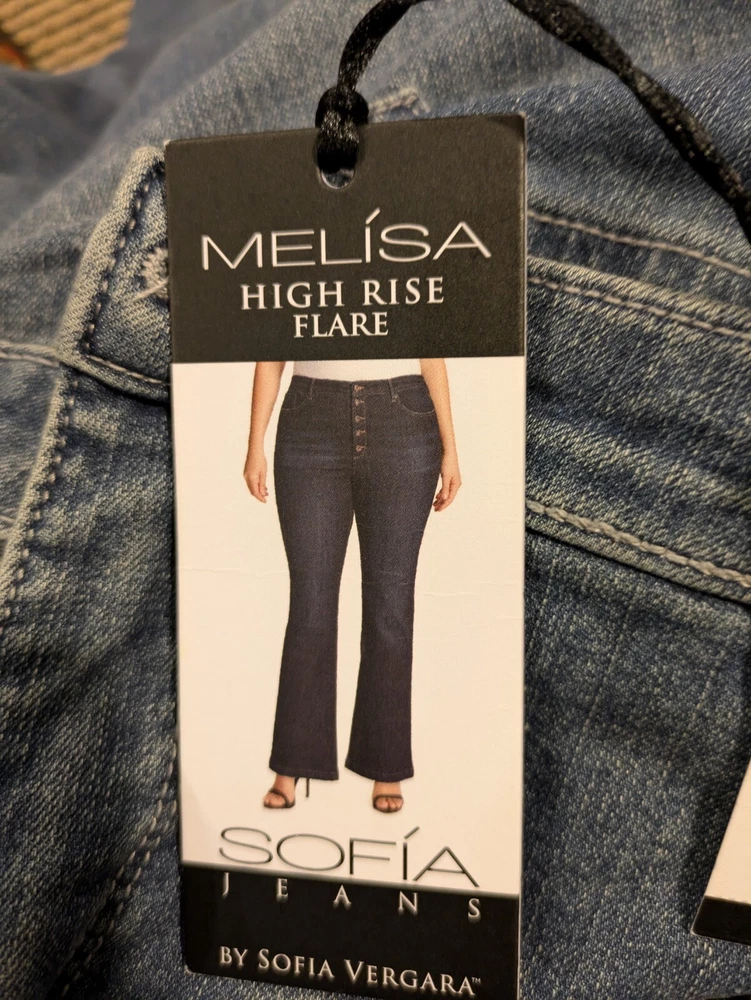 MELÍSA
HIGH RISE
FLARE
SOFÍA
JEANS
BY SOFIA VERGARA™